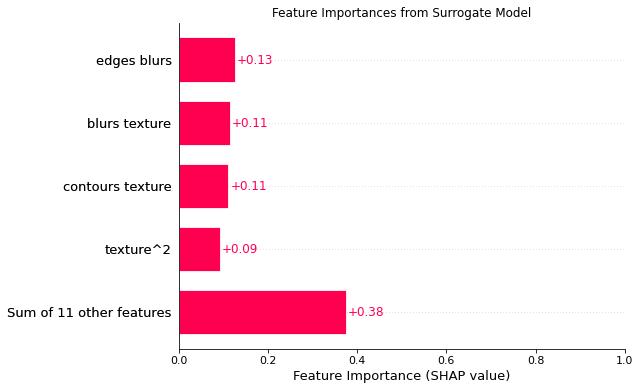 Feature Importances from Surrogate Model
edges blurs
+0.13
blurs texture
+0.11
contours texture
+0.11
texture^2
+0.09
Sum of 11 other features
+0.38
0.0 0.2 0.4 0.6 0.8 1.0
Feature Importance (SHAP value)